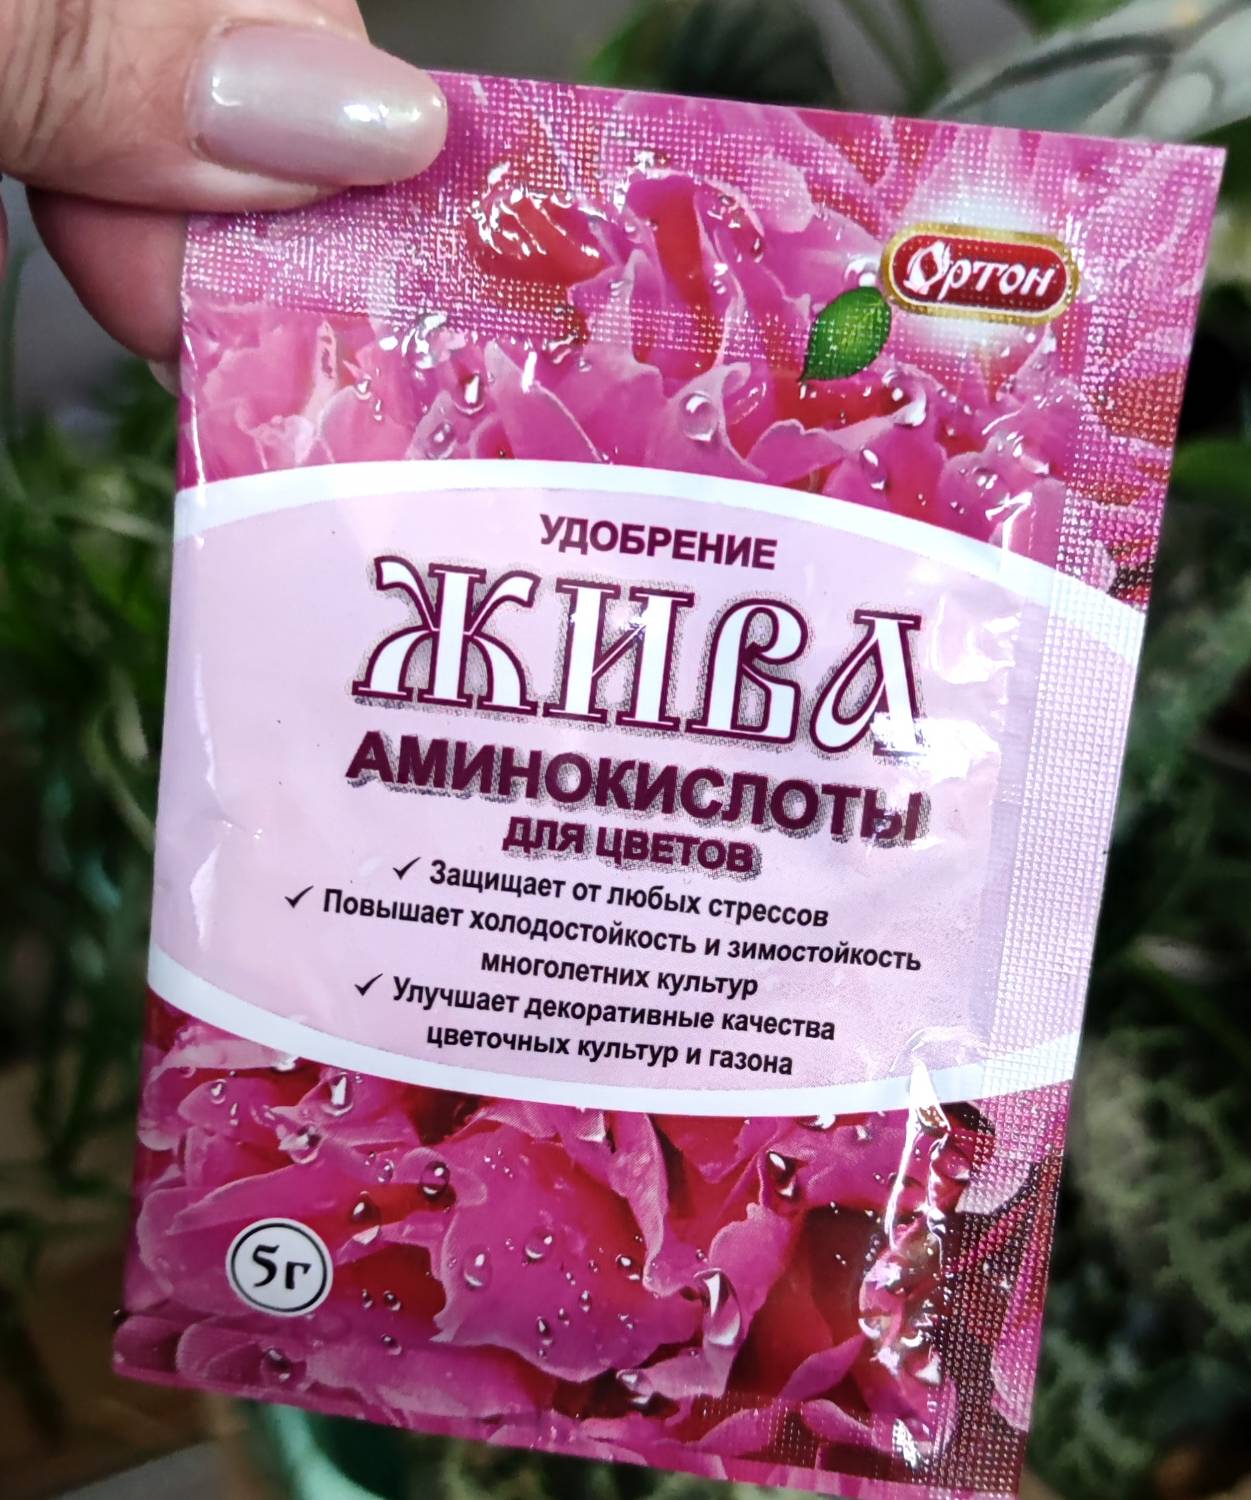 Ортон
УДОБРЕНИЕ
ЖИВА
АМИНОКИСЛОТЫ
ДЛЯ ЦВЕТОВ
✓ Защищает от любых стрессов
✓ Повышает холодостойкость и зимостойкость
многолетних культур
✓ Улучшает декоративные качества
цветочных культур и газона
5г